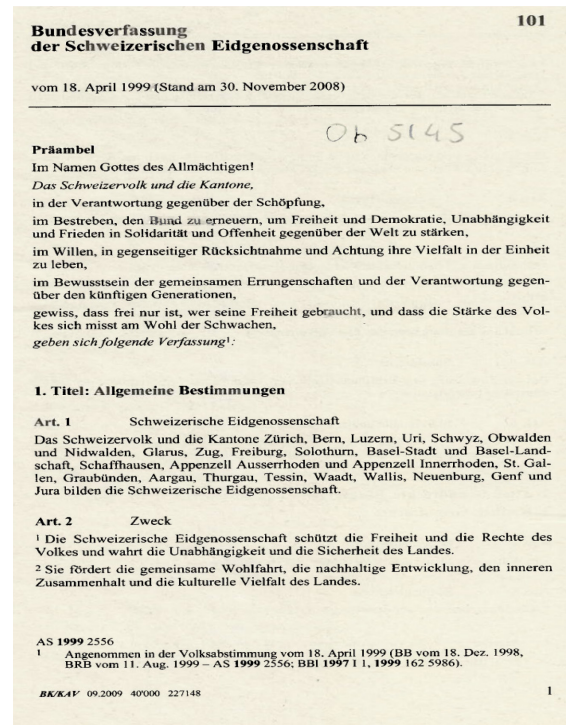 101
Bundesverfassung
der Schweizerischen Eidgenossenschaft
vom 18. April 1999 (Stand am 30. November 2008)
Ob 5145
Präambel
Im Namen Gottes des Allmächtigen!
Das Schweizervolk und die Kantone,
in der Verantwortung gegenüber der Schöpfung,
im Bestreben, den Bund zu erneuern, um Freiheit und Demokratie, Unabhängigkeit
und Frieden in Solidarität und Offenheit gegenüber der Welt zu stärken,
im Willen, in gegenseitiger Rücksichtnahme und Achtung ihre Vielfalt in der Einheit
zu leben,
im Bewusstsein der gemeinsamen Errungenschaften und der Verantwortung gegen-
über den künftigen Generationen,
gewiss, dass frei nur ist, wer seine Freiheit gebraucht, und dass die Stärke des Vol-
kes sich misst am Wohl der Schwachen,
geben sich folgende Verfassung¹:
1. Titel: Allgemeine Bestimmungen
Art. 1 Schweizerische Eidgenossenschaft
Das Schweizervolk und die Kantone Zürich, Bern, Luzern, Uri, Schwyz, Obwalden
und Nidwalden, Glarus, Zug, Freiburg, Solothurn, Basel-Stadt und Basel-Land-
schaft, Schaffhausen, Appenzell Ausserrhoden und Appenzell Innerrhoden, St. Gal-
len, Graubünden, Aargau, Thurgau, Tessin, Waadt, Wallis, Neuenburg, Genf und
Jura bilden die Schweizerische Eidgenossenschaft.
Art. 2 Zweck
¹ Die Schweizerische Eidgenossenschaft schützt die Freiheit und die Rechte des
Volkes und wahrt die Unabhängigkeit und die Sicherheit des Landes.
² Sie fördert die gemeinsame Wohlfahrt, die nachhaltige Entwicklung, den inneren
Zusammenhalt und die kulturelle Vielfalt des Landes.
AS 1999 2556
1 Angenommen in der Volksabstimmung vom 18. April 1999 (BB vom 18. Dez. 1998,
BRB vom 11. Aug. 1999 – AS 1999 2556; BBl 1997 I 1, 1999 162 5986).
BK/KAV 09.2009 40'000 227148
1